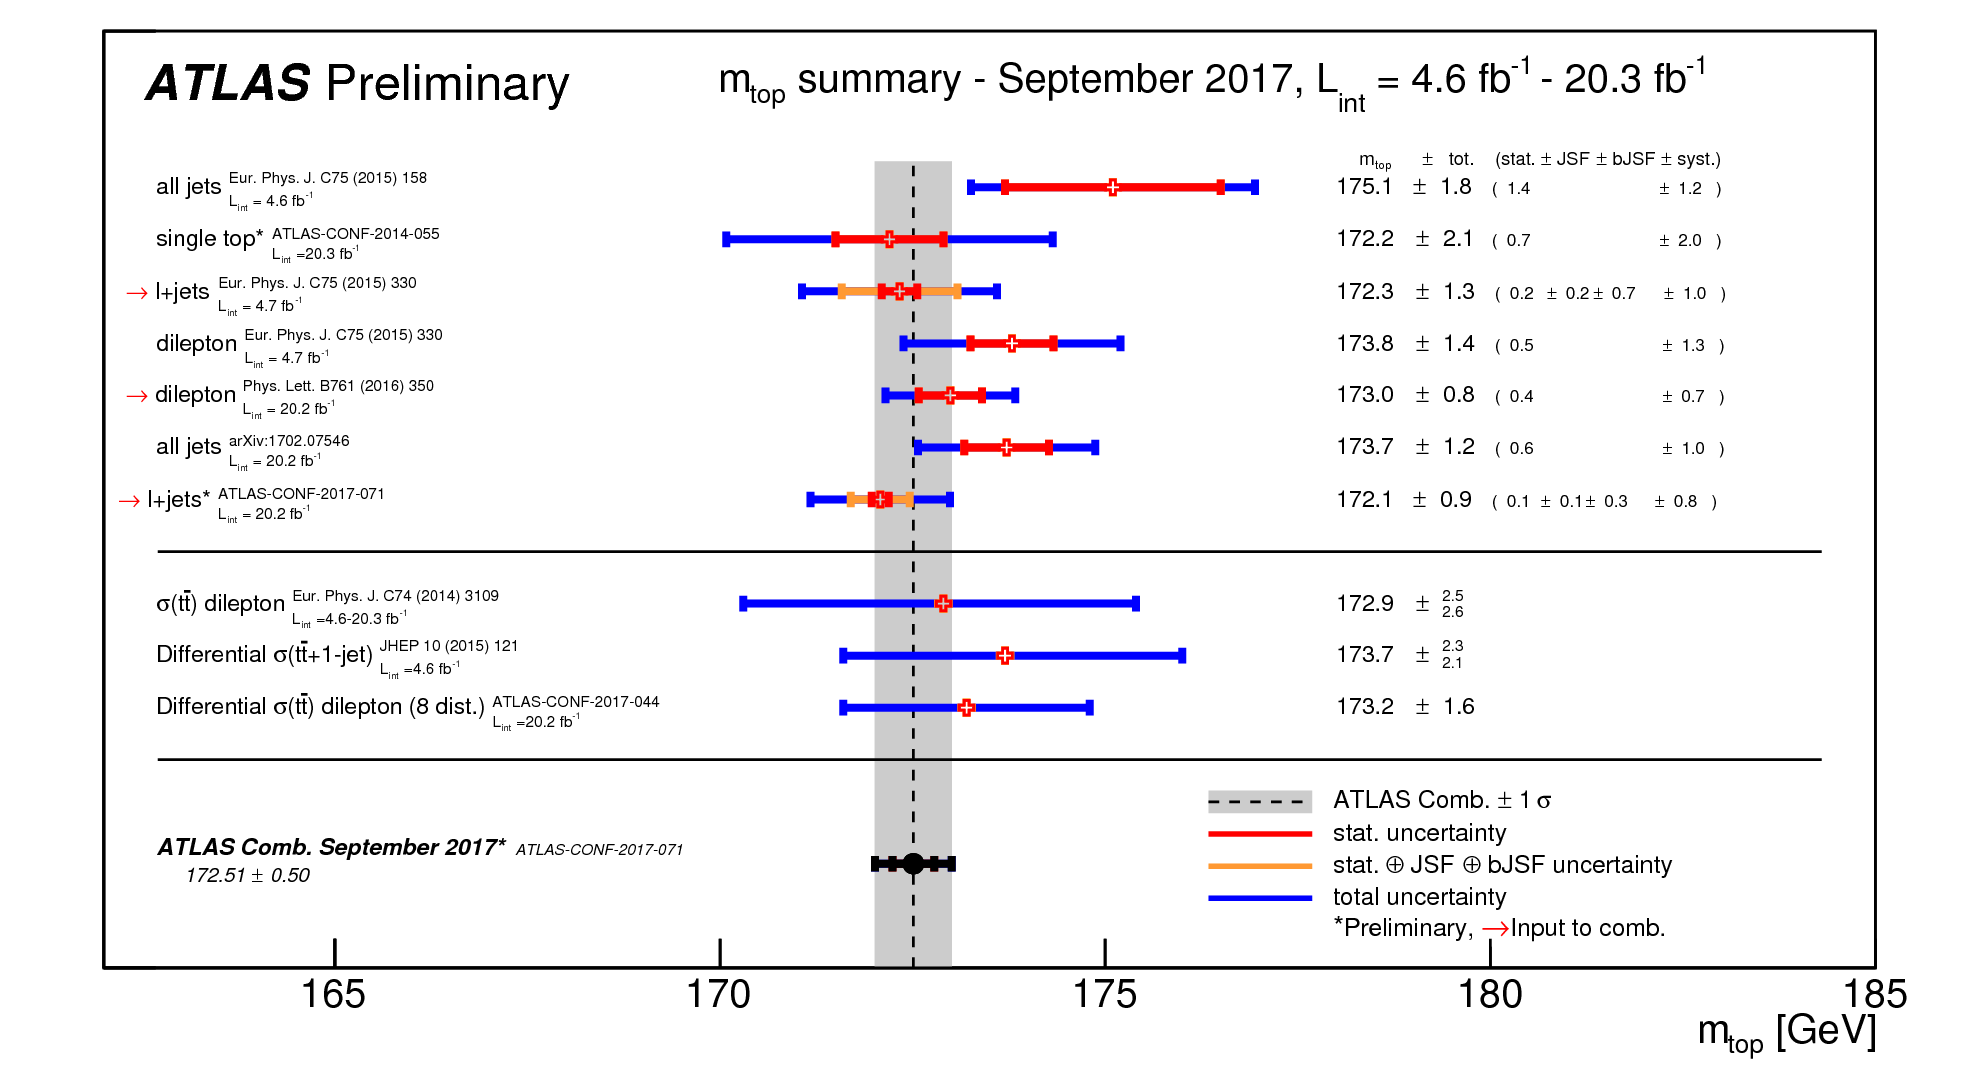 ATLAS Preliminary
m_top summary - September 2017, L_int = 4.6 fb⁻¹ - 20.3 fb⁻¹
m_top ± tot. (stat. ± JSF ± bJSF ± syst.)
all jets Eur. Phys. J. C75 (2015) 158 175.1 ± 1.8 ( 1.4 ± 1.2 )
L_int = 4.6 fb⁻¹
single top* ATLAS-CONF-2014-055 172.2 ± 2.1 ( 0.7 ± 2.0 )
L_int =20.3 fb⁻¹
→ l+jets Eur. Phys. J. C75 (2015) 330 172.3 ± 1.3 ( 0.2 ± 0.2 ± 0.7 ± 1.0 )
L_int = 4.7 fb⁻¹
dilepton Eur. Phys. J. C75 (2015) 330 173.8 ± 1.4 ( 0.5 ± 1.3 )
L_int = 4.7 fb⁻¹
→ dilepton Phys. Lett. B761 (2016) 350 173.0 ± 0.8 ( 0.4 ± 0.7 )
L_int = 20.2 fb⁻¹
all jets arXiv:1702.07546 173.7 ± 1.2 ( 0.6 ± 1.0 )
L_int = 20.2 fb⁻¹
→ l+jets* ATLAS-CONF-2017-071 172.1 ± 0.9 ( 0.1 ± 0.1 ± 0.3 ± 0.8 )
L_int = 20.2 fb⁻¹
σ(tt̄) dilepton Eur. Phys. J. C74 (2014) 3109 172.9 ± 2.5 2.6
L_int =4.6-20.3 fb⁻¹
Differential σ(tt̄+1-jet) JHEP 10 (2015) 121 173.7 ± 2.3 2.1
L_int =4.6 fb⁻¹
Differential σ(tt̄) dilepton (8 dist.) ATLAS-CONF-2017-044 173.2 ± 1.6
L_int =20.2 fb⁻¹
ATLAS Comb. September 2017* ATLAS-CONF-2017-071
172.51 ± 0.50
ATLAS Comb. ± 1 σ
stat. uncertainty
stat. ⊕ JSF ⊕ bJSF uncertainty
total uncertainty
*Preliminary, →Input to comb.
165 170 175 180 185
m_top [GeV]